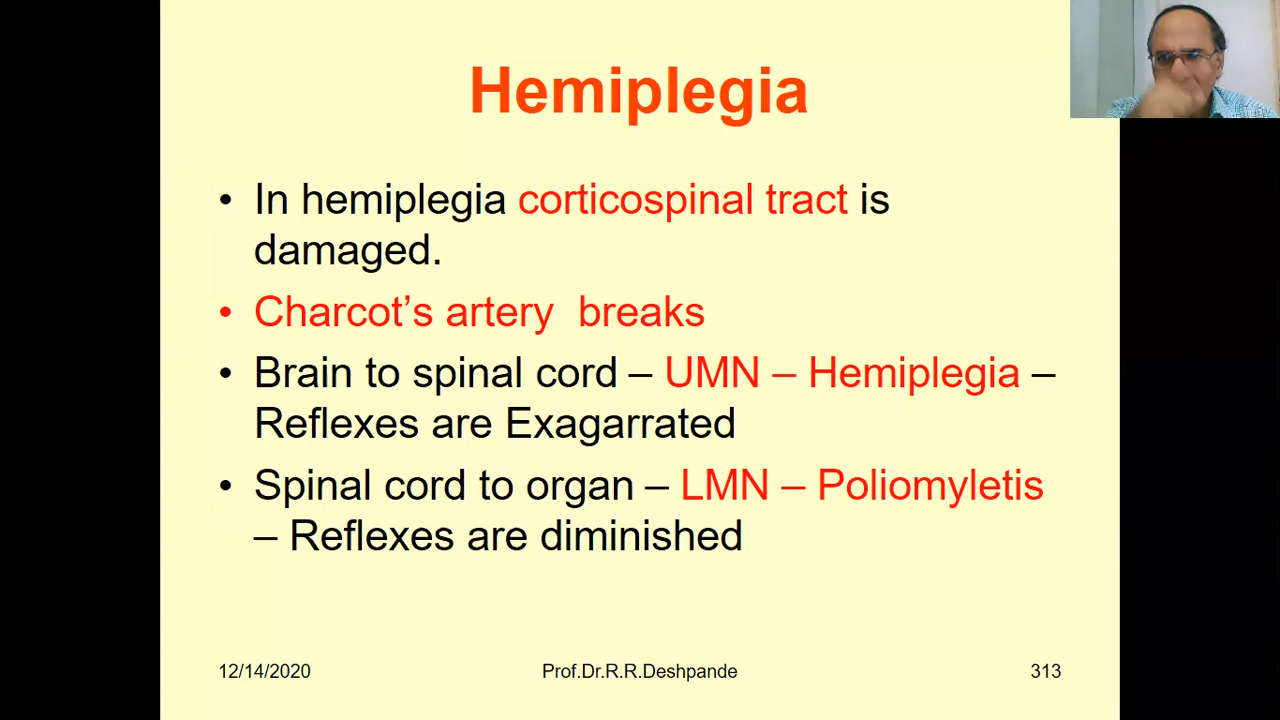 Hemiplegia
• In hemiplegia corticospinal tract is
damaged.
• Charcot’s artery breaks
• Brain to spinal cord – UMN – Hemiplegia –
Reflexes are Exagarrated
• Spinal cord to organ – LMN – Poliomyletis
– Reflexes are diminished
12/14/2020 Prof.Dr.R.R.Deshpande 313